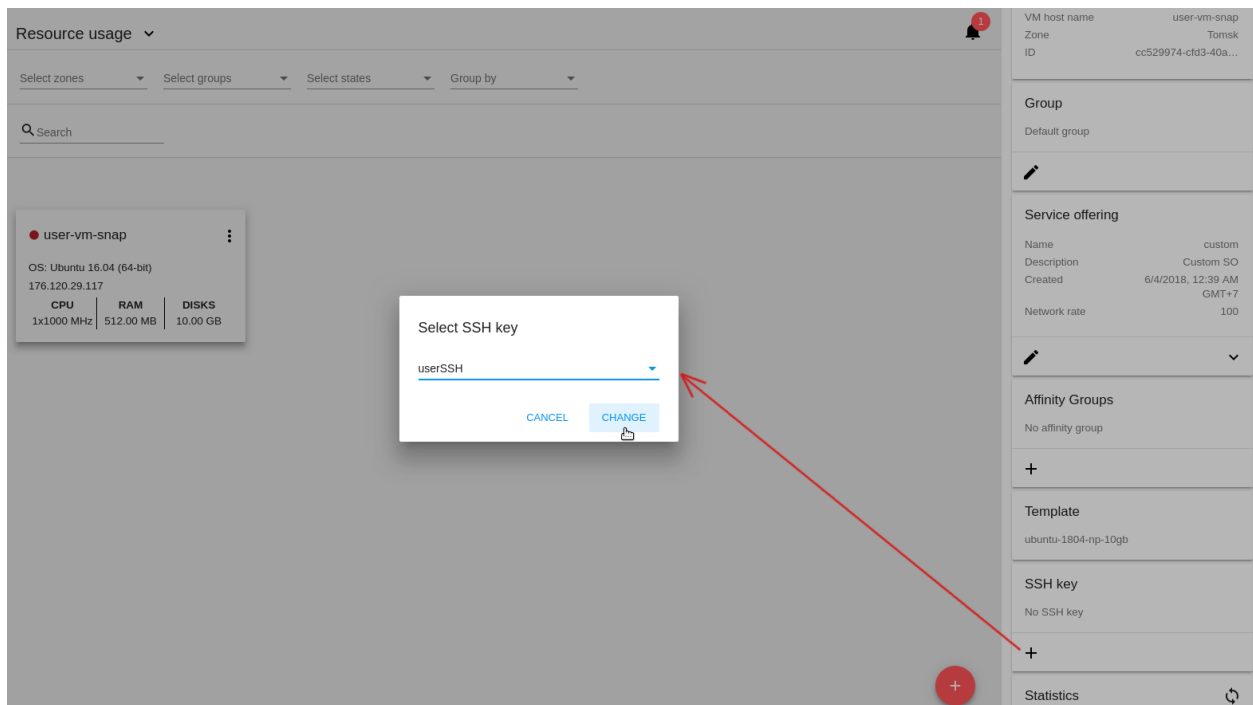 Resource usage
1
Select zones
Select groups
Select states
Group by
Search
user-vm-snap
OS: Ubuntu 16.04 (64-bit)
176.120.29.117
CPU RAM DISKS
1x1000 MHz 512.00 MB 10.00 GB
Select SSH key
userSSH
CANCEL CHANGE
+
VM host name user-vm-snap
Zone Tomsk
ID cc529974-cfd3-40a…
Group
Default group
Service offering
Name custom
Description Custom SO
Created 6/4/2018, 12:39 AM
GMT+7
Network rate 100
Affinity Groups
No affinity group
+
Template
ubuntu-1804-np-10gb
SSH key
No SSH key
+
Statistics